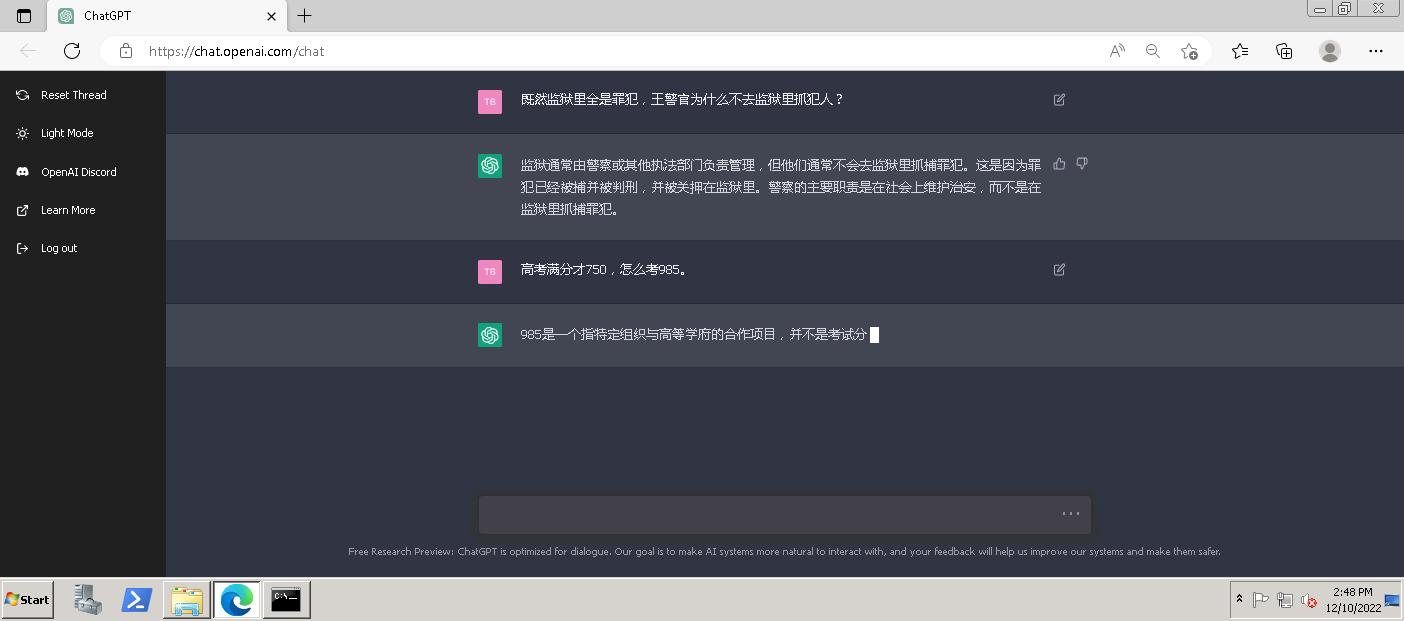 ChatGPT
https://chat.openai.com/chat
Reset Thread
Light Mode
OpenAI Discord
Learn More
Log out
TB
既然监狱里全是罪犯，王警官为什么不去监狱里抓犯人？
监狱通常由警察或其他执法部门负责管理，但他们通常不会去监狱里抓捕罪犯。这是因为罪
犯已经被捕并被判刑，并被关押在监狱里。警察的主要职责是在社会上维护治安，而不是在
监狱里抓捕罪犯。
TB
高考满分才750，怎么考985。
985是一个指特定组织与高等学府的合作项目，并不是考试分
Free Research Preview: ChatGPT is optimized for dialogue. Our goal is to make AI systems more natural to interact with, and your feedback will help us improve our systems and make them safer.
Start
C:\_
2:48 PM
12/10/2022